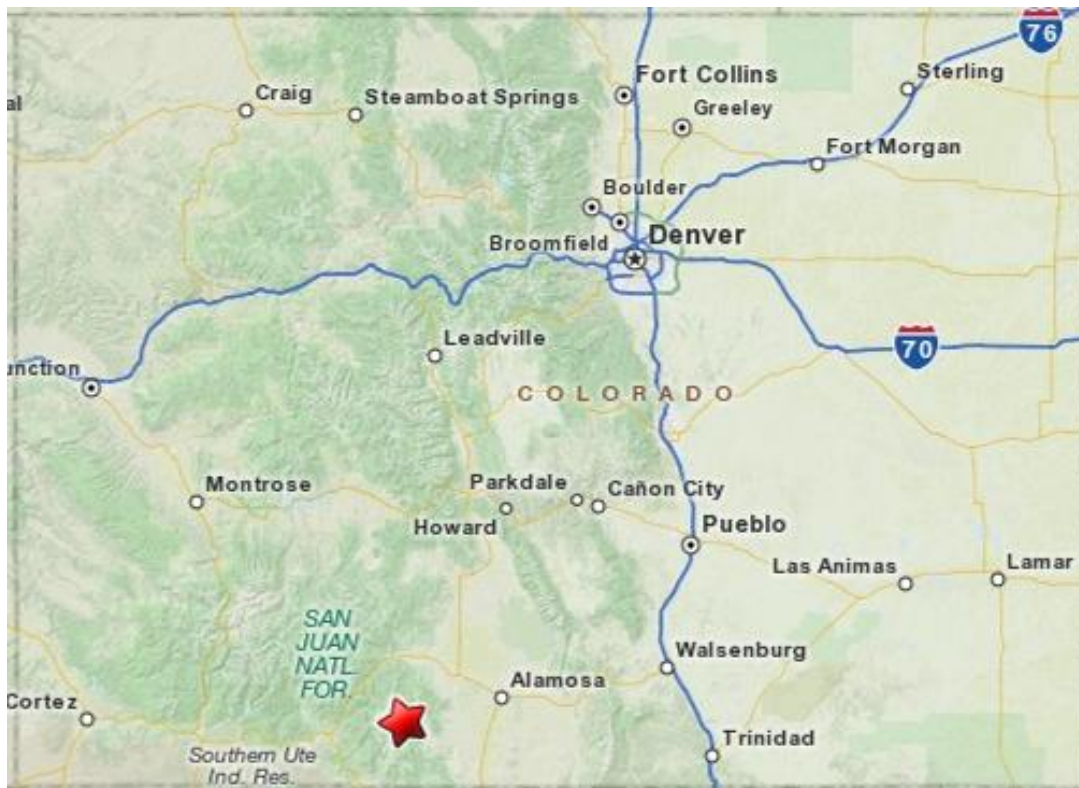 76
Fort Collins
Sterling
Craig
Steamboat Springs
Greeley
al
Fort Morgan
Boulder
Broomfield
Denver
Leadville
70
unction
COLORADO
Montrose
Parkdale
Cañon City
Howard
Pueblo
Las Animas
Lamar
SAN
JUAN
NATL.
FOR.
Walsenburg
Alamosa
Cortez
Trinidad
Southern Ute
Ind. Res.